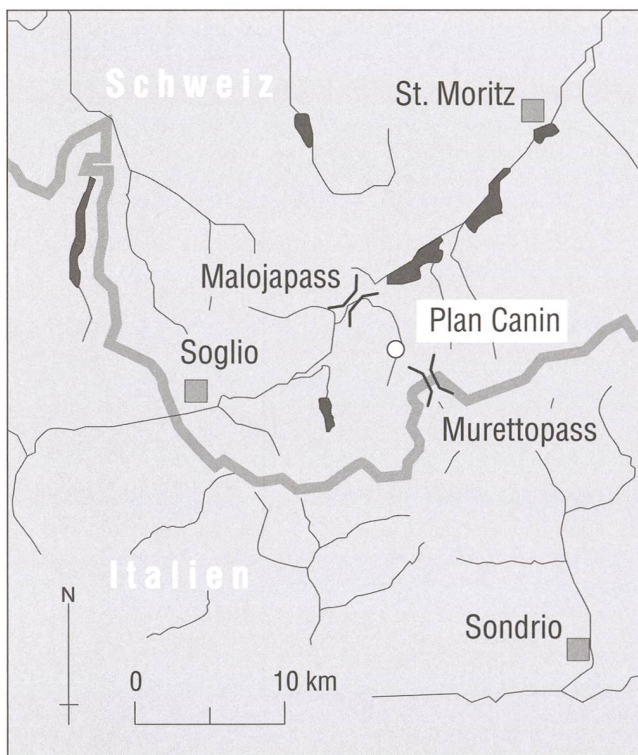 Schweiz
St. Moritz
Malojapass
Plan Canin
Soglio
Murettopass
Italien
N
Sondrio
0 10 km